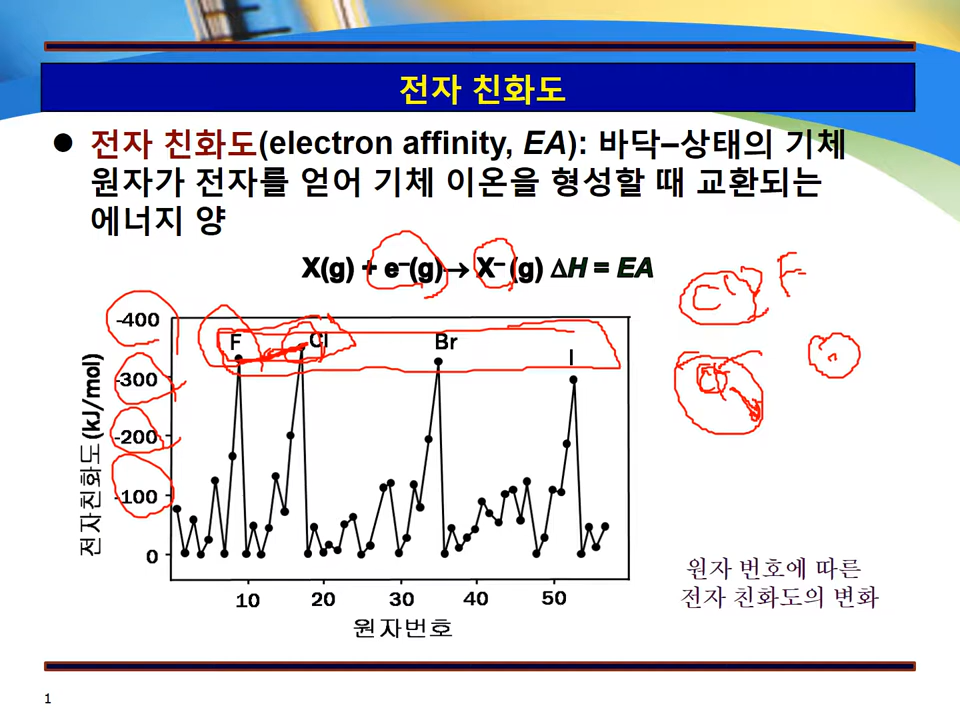 전자 친화도
● 전자 친화도(electron affinity, EA): 바닥–상태의 기체
원자가 전자를 얻어 기체 이온을 형성할 때 교환되는
에너지 양
X(g) + e–(g)→ X– (g) ΔH = EA
Cl F
전자친화도(kJ/mol)
-400
-300
-200
-100
0
F
Cl
Br
I
10 20 30 40 50
원자번호
원자 번호에 따른
전자 친화도의 변화
1